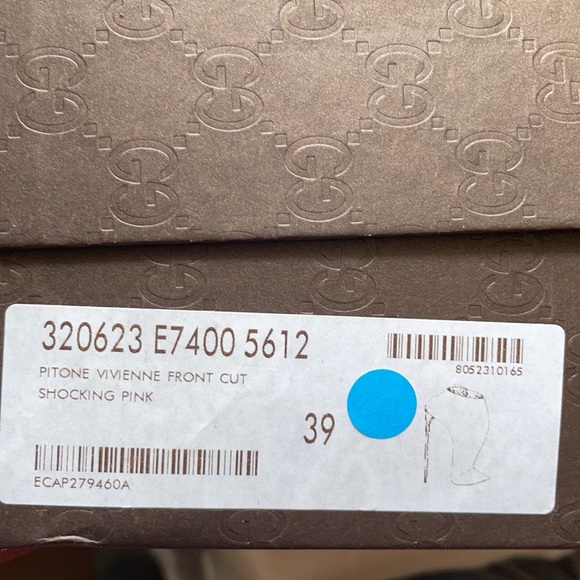 320623 E7400 5612
PITONE VIVIENNE FRONT CUT
SHOCKING PINK
8052310165
39
ECAP279460A